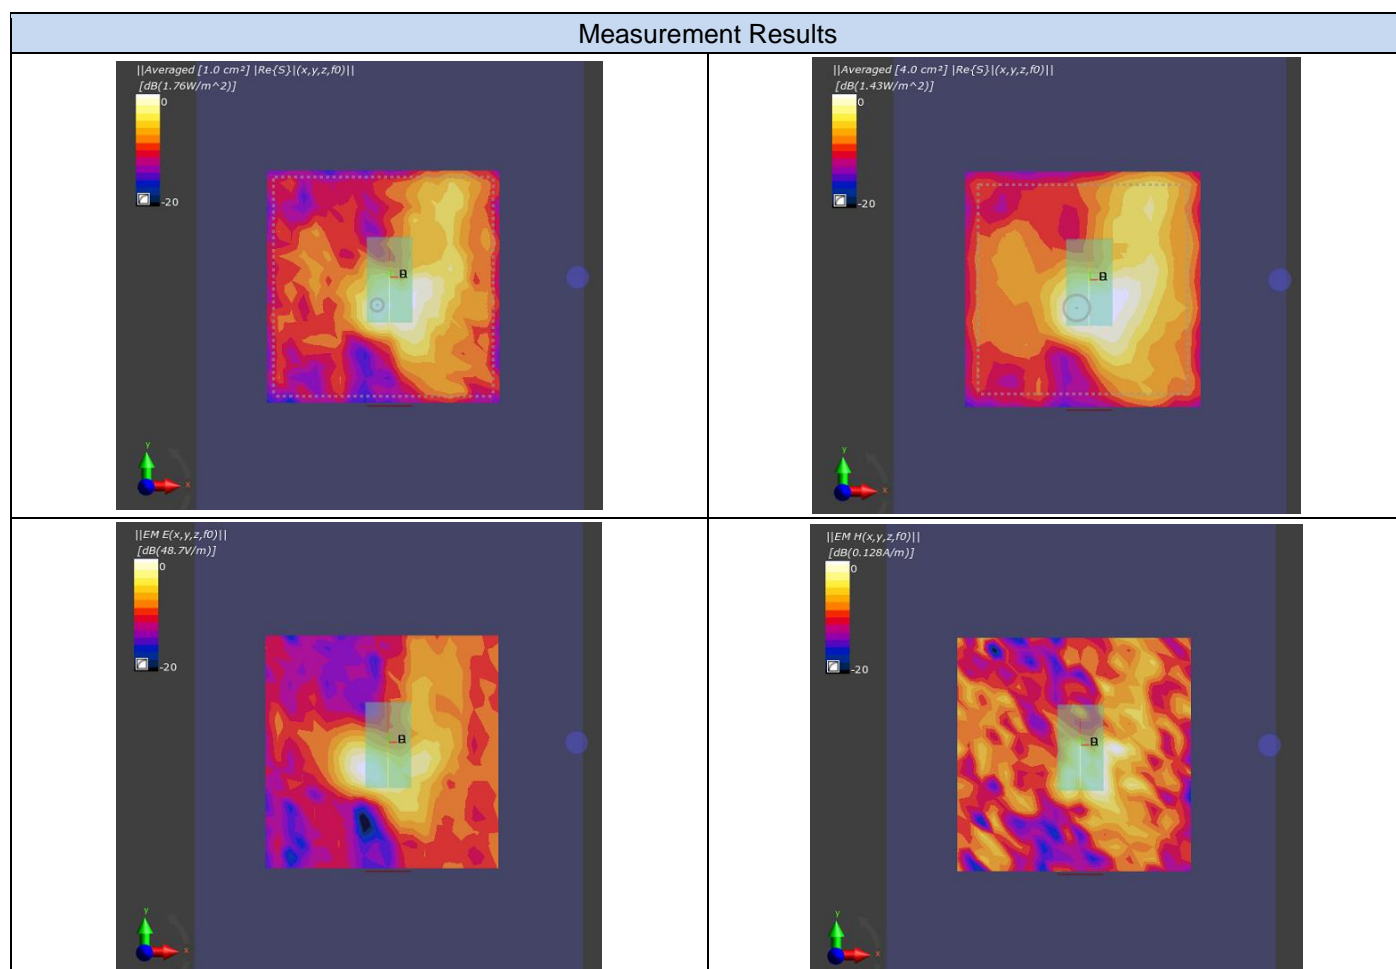 Measurement Results
||Averaged [1.0 cm²] |Re{S}|(x,y,z,f0)||
[dB(1.76W/m^2)]
0
-20
y
x
||Averaged [4.0 cm²] |Re{S}|(x,y,z,f0)||
[dB(1.43W/m^2)]
0
-20
y
x
||EM E(x,y,z,f0)||
[dB(48.7V/m)]
0
-20
y
x
||EM H(x,y,z,f0)||
[dB(0.128A/m)]
0
-20
y
x